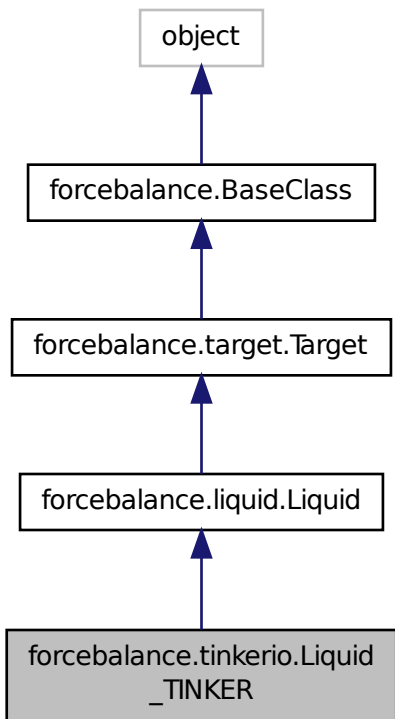 object
forcebalance.BaseClass
forcebalance.target.Target
forcebalance.liquid.Liquid
forcebalance.tinkerio.Liquid
_TINKER